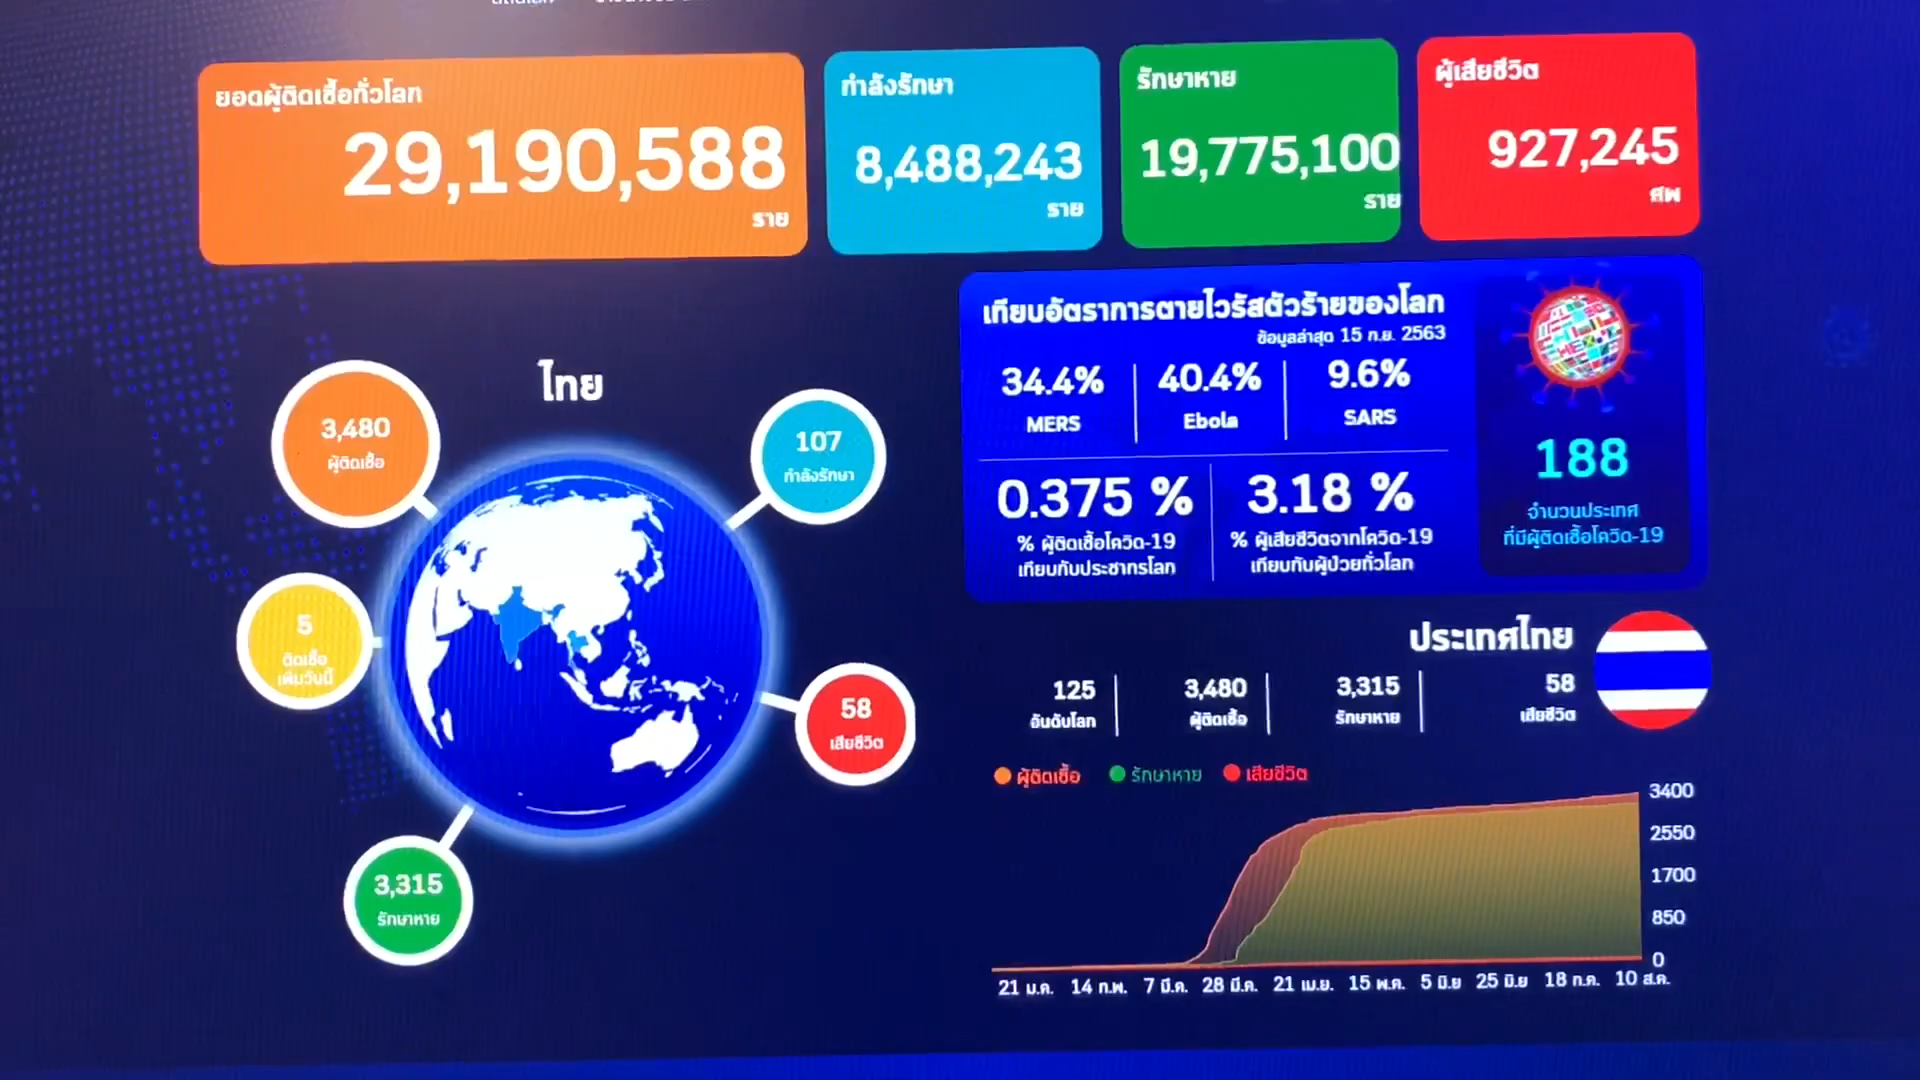 ยอดผู้ติดเชื้อทั่วโลก
29,190,588
ราย
กำลังรักษา
8,488,243
ราย
รักษาหาย
19,775,100
ราย
ผู้เสียชีวิต
927,245
ศพ
ไทย
3,480
ผู้ติดเชื้อ
107
กำลังรักษา
5
ติดเชื้อ
เพิ่มวันนี้
58
เสียชีวิต
3,315
รักษาหาย
เทียบอัตราการตายไวรัสตัวร้ายของโลก
ข้อมูลล่าสุด 15 ก.ย. 2563
34.4%
MERS
40.4%
Ebola
9.6%
SARS
0.375 %
% ผู้ติดเชื้อโควิด-19
เทียบกับประชากรโลก
3.18 %
% ผู้เสียชีวิตจากโควิด-19
เทียบกับผู้ป่วยทั่วโลก
188
จำนวนประเทศ
ที่มีผู้ติดเชื้อโควิด-19
ประเทศไทย
125
อันดับโลก
3,480
ผู้ติดเชื้อ
3,315
รักษาหาย
58
เสียชีวิต
ผู้ติดเชื้อ รักษาหาย เสียชีวิต
3400
2550
1700
850
0
21 ม.ค. 14 ก.พ. 7 มี.ค. 28 มี.ค. 21 เม.ย. 15 พ.ค. 5 มิ.ย 25 มิ.ย 18 ก.ค. 10 ส.ค.